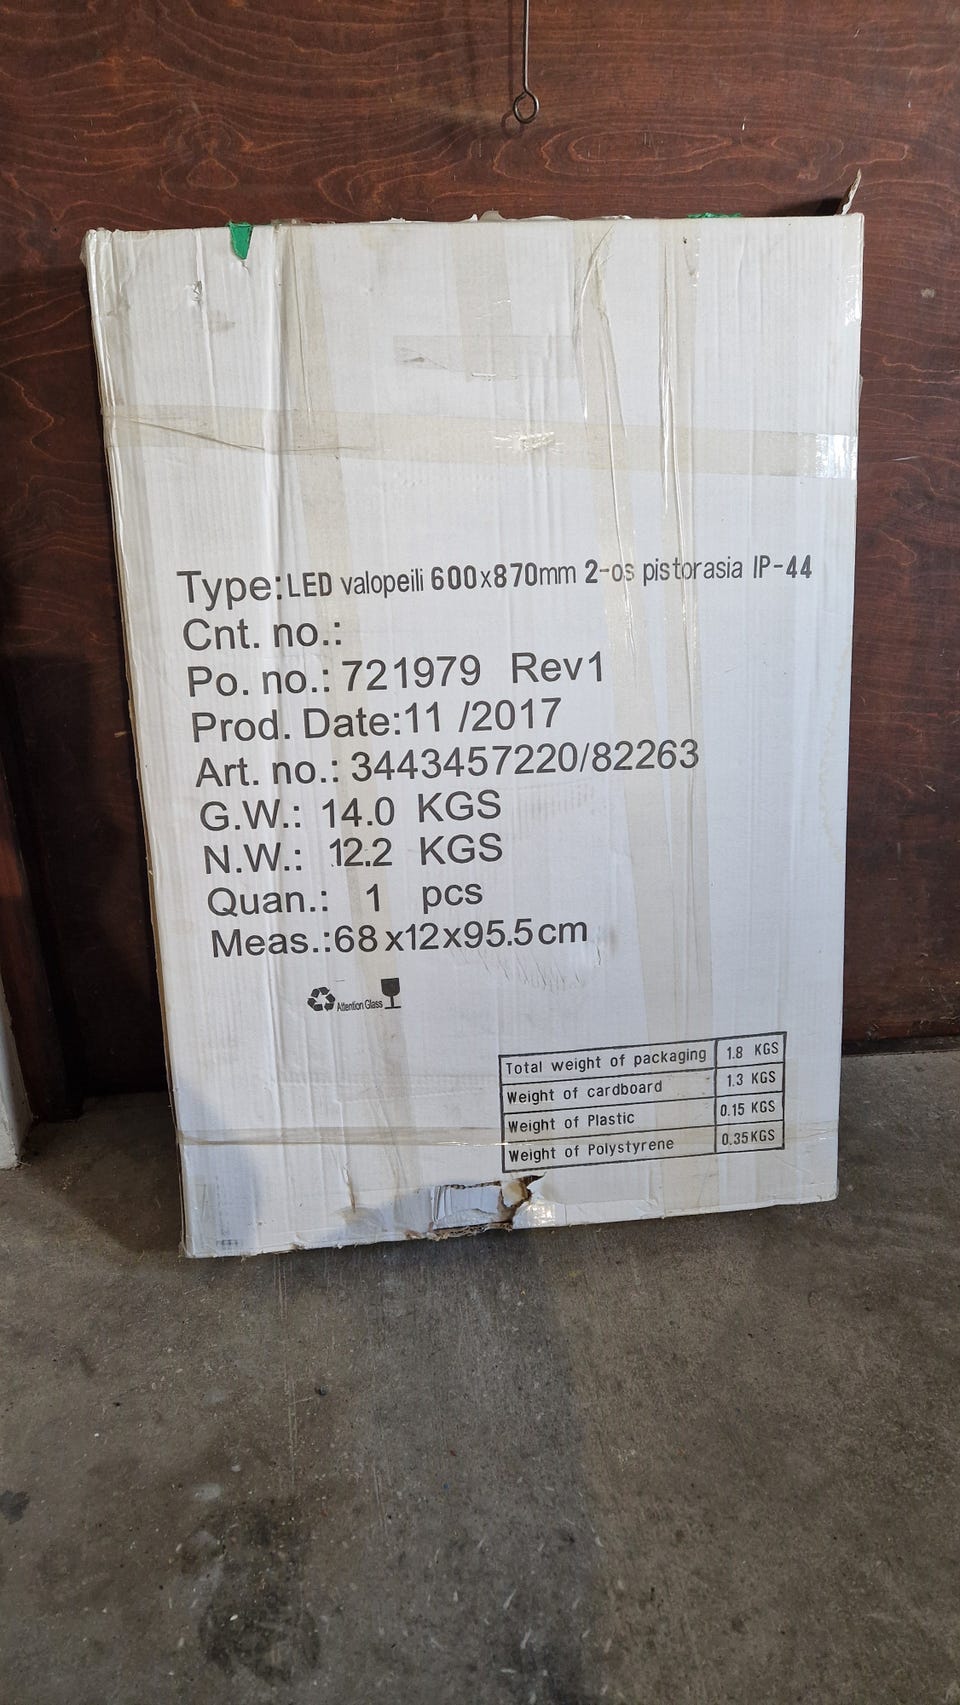 Type:LED valopeili 600x870mm 2-os pistorasia IP-44
Cnt. no.:
Po. no.: 721979 Rev1
Prod. Date:11 /2017
Art. no.: 3443457220/82263
G.W.: 14.0 KGS
N.W.: 12.2 KGS
Quan.: 1 pcs
Meas.:68x12x95.5cm
Attention Glass
Total weight of packaging 1.8 KGS
Weight of cardboard 1.3 KGS
Weight of Plastic 0.15 KGS
Weight of Polystyrene 0.35KGS